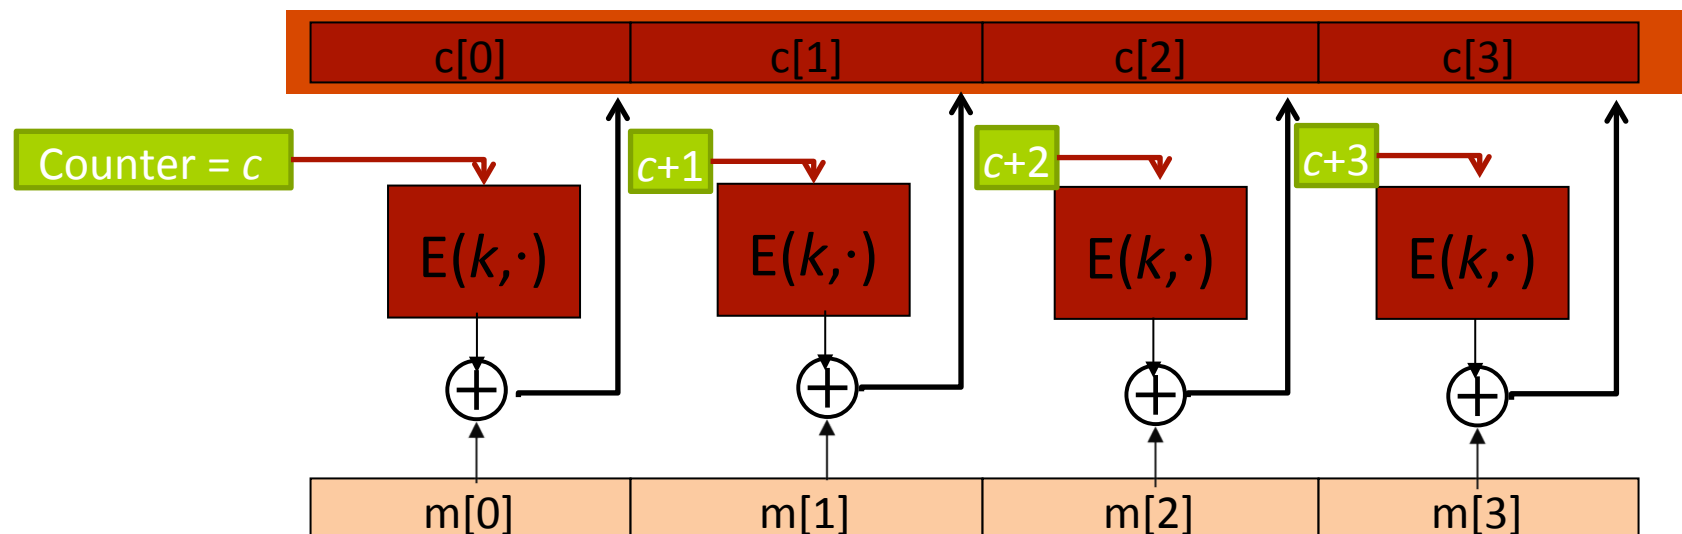 c[0] c[1] c[2] c[3]
Counter = c c+1 c+2 c+3
E(k,·) E(k,·) E(k,·) E(k,·)
m[0] m[1] m[2] m[3]